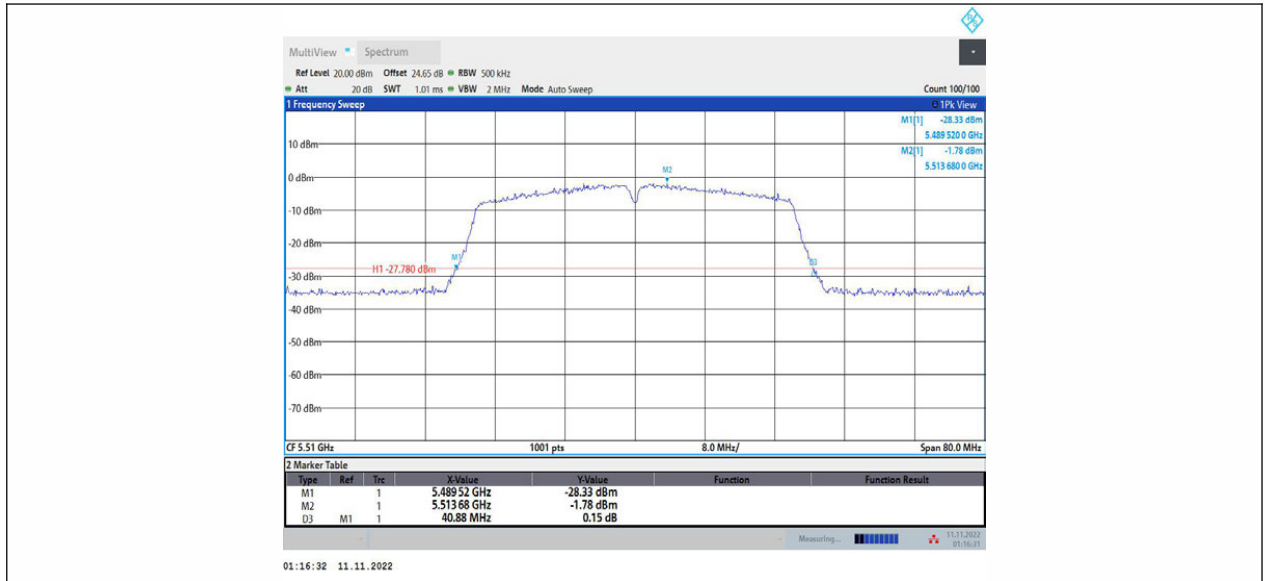 MultiView Spectrum
Ref Level 20.00 dBm Offset 24.65 dB RBW 500 kHz
Att 20 dB SWT 1.01 ms VBW 2 MHz Mode Auto Sweep Count 100/100
1 Frequency Sweep 1Pk View
M1[1] -28.33 dBm
5.489 520 0 GHz
10 dBm
M2[1] -1.78 dBm
5.513 680 0 GHz
M2
0 dBm
-10 dBm
-20 dBm
M1
D3
H1 -27.780 dBm
-30 dBm
-40 dBm
-50 dBm
-60 dBm
-70 dBm
CF 5.51 GHz 1001 pts 8.0 MHz/ Span 80.0 MHz
2 Marker Table
Type Ref Trc X-Value Y-Value Function Function Result
M1 1 5.489 52 GHz -28.33 dBm
M2 1 5.513 68 GHz -1.78 dBm
D3 M1 1 40.88 MHz 0.15 dB
Measuring... 11.11.2022
01:16:31
01:16:32 11.11.2022